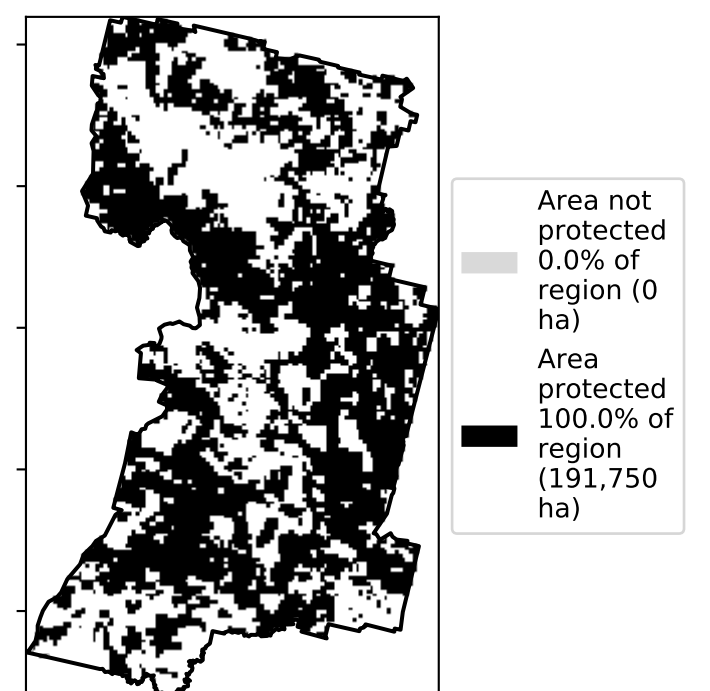 Area not
protected
0.0% of
region (0
ha)
Area
protected
100.0% of
region
(191,750
ha)